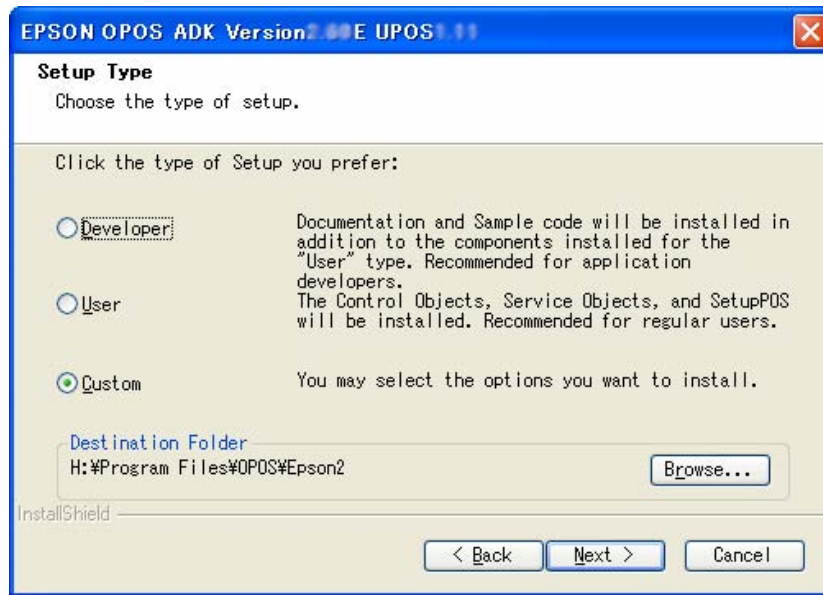 EPSON OPOS ADK Version E UPOS
Setup Type
Choose the type of setup.
Click the type of Setup you prefer:
Developer
Documentation and Sample code will be installed in
addition to the components installed for the
"User" type. Recommended for application
developers.
User
The Control Objects, Service Objects, and SetupPOS
will be installed. Recommended for regular users.
Custom
You may select the options you want to install.
Destination Folder
H:¥Program Files¥OPOS¥Epson2
Browse...
InstallShield
< Back
Next >
Cancel